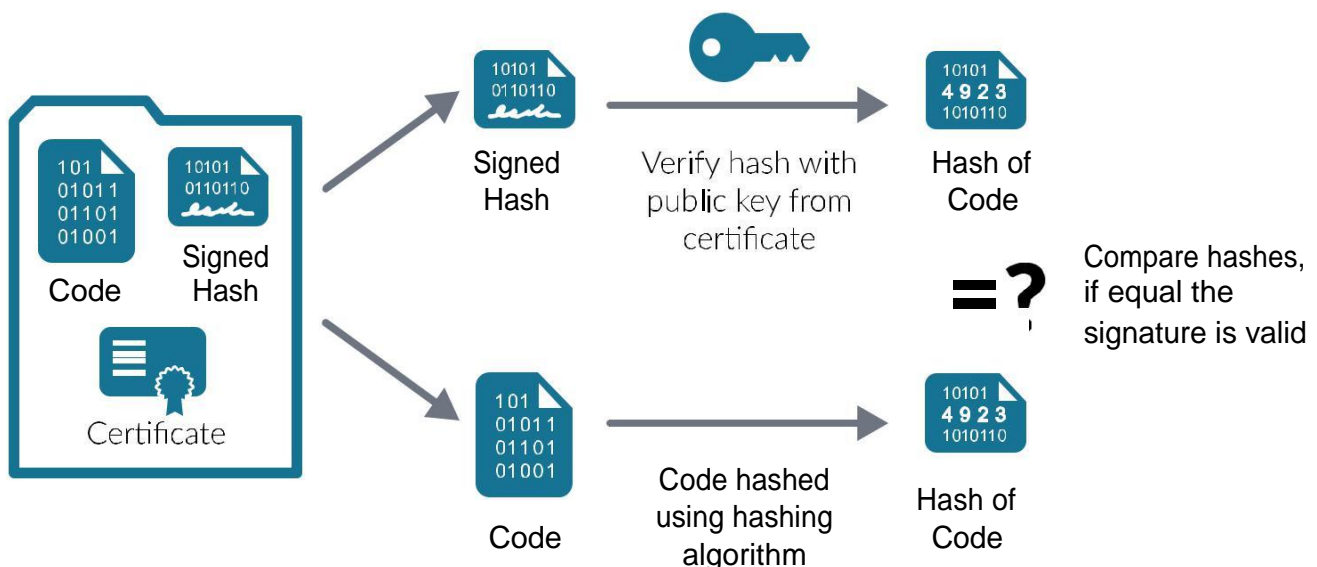 101
01011
01101
01001
Code
10101
0110110
Signed
Hash
Certificate
10101
0110110
Signed
Hash
Verify hash with
public key from
certificate
10101
4923
1010110
Hash of
Code
=?
Compare hashes,
if equal the
signature is valid
101
01011
01101
01001
Code
Code hashed
using hashing
algorithm
10101
4923
1010110
Hash of
Code